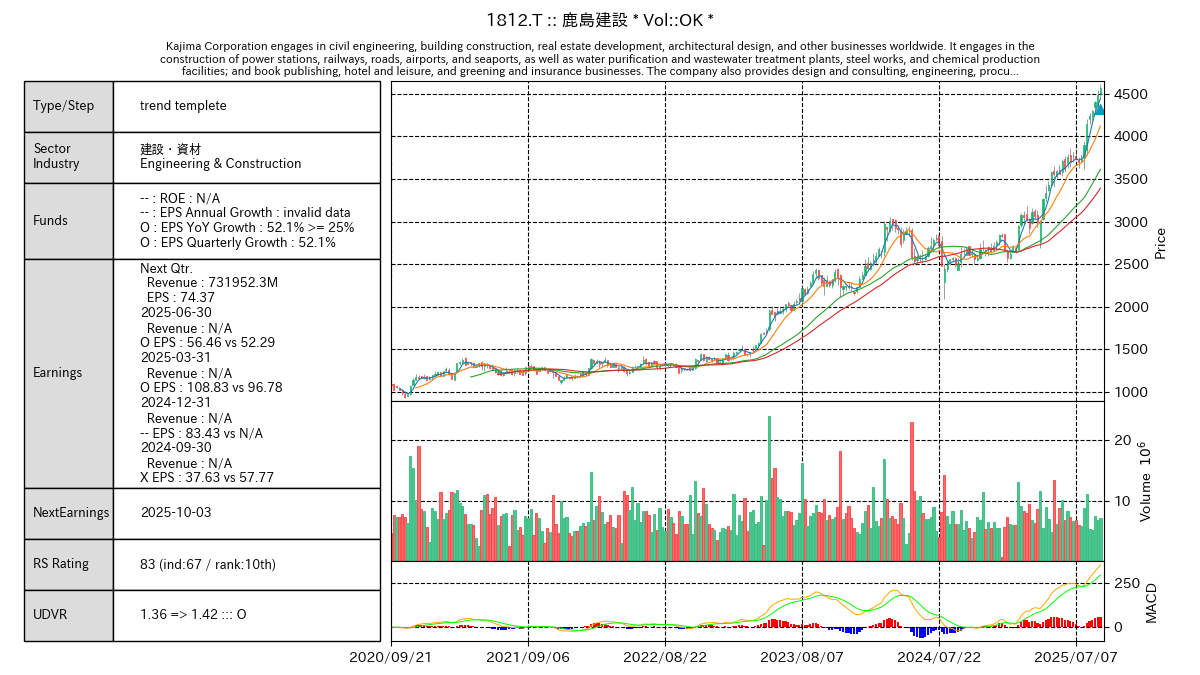 1812.T :: 鹿島建設 * Vol::OK *
Kajima Corporation engages in civil engineering, building construction, real estate development, architectural design, and other businesses worldwide. It engages in the
construction of power stations, railways, roads, airports, and seaports, as well as water purification and wastewater treatment plants, steel works, and chemical production
facilities; and book publishing, hotel and leisure, and greening and insurance businesses. The company also provides design and consulting, engineering, procu...
Type/Step
trend templete
Sector
Industry
建設・資材
Engineering & Construction
Funds
-- : ROE : N/A
-- : EPS Annual Growth : invalid data
O : EPS YoY Growth : 52.1% >= 25%
O : EPS Quarterly Growth : 52.1%
Earnings
Next Qtr.
Revenue : 731952.3M
EPS : 74.37
2025-06-30
Revenue : N/A
O EPS : 56.46 vs 52.29
2025-03-31
Revenue : N/A
O EPS : 108.83 vs 96.78
2024-12-31
Revenue : N/A
-- EPS : 83.43 vs N/A
2024-09-30
Revenue : N/A
X EPS : 37.63 vs 57.77
NextEarnings
2025-10-03
RS Rating
83 (ind:67 / rank:10th)
UDVR
1.36 => 1.42 ::: O
4500
4000
3500
3000
2500
2000
1500
1000
Price
20
10
Volume 10^6
250
0
MACD
2020/09/21
2021/09/06
2022/08/22
2023/08/07
2024/07/22
2025/07/07